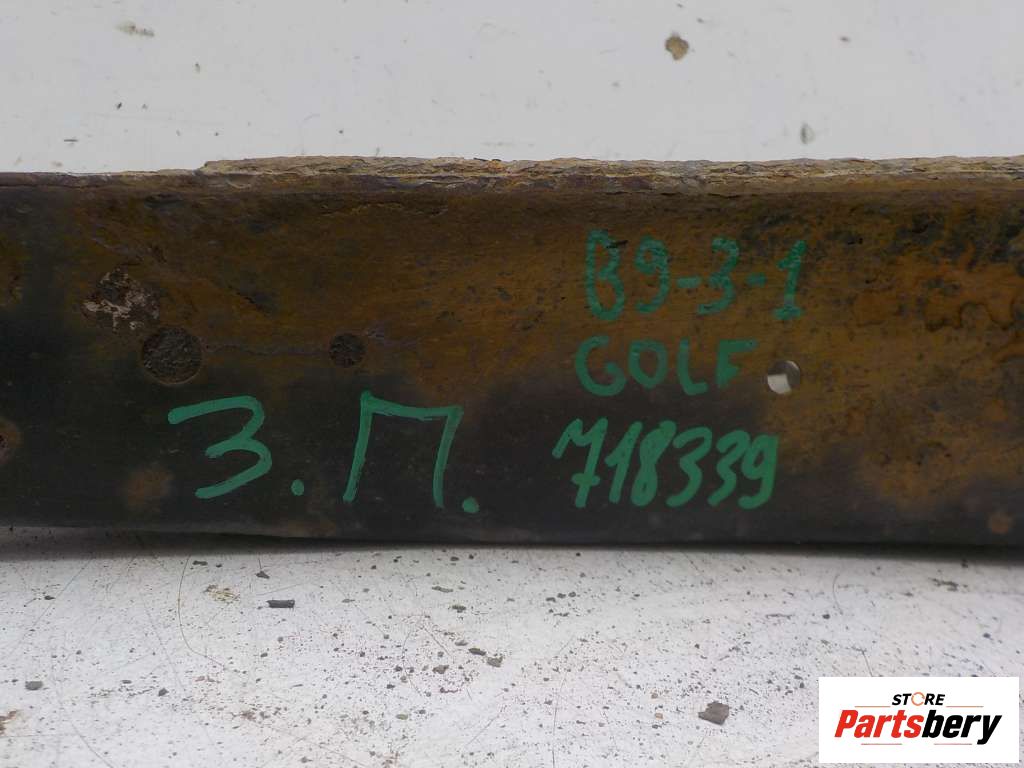 B9-3-1
GOLF
З.П.
718339
STORE
Partsbery